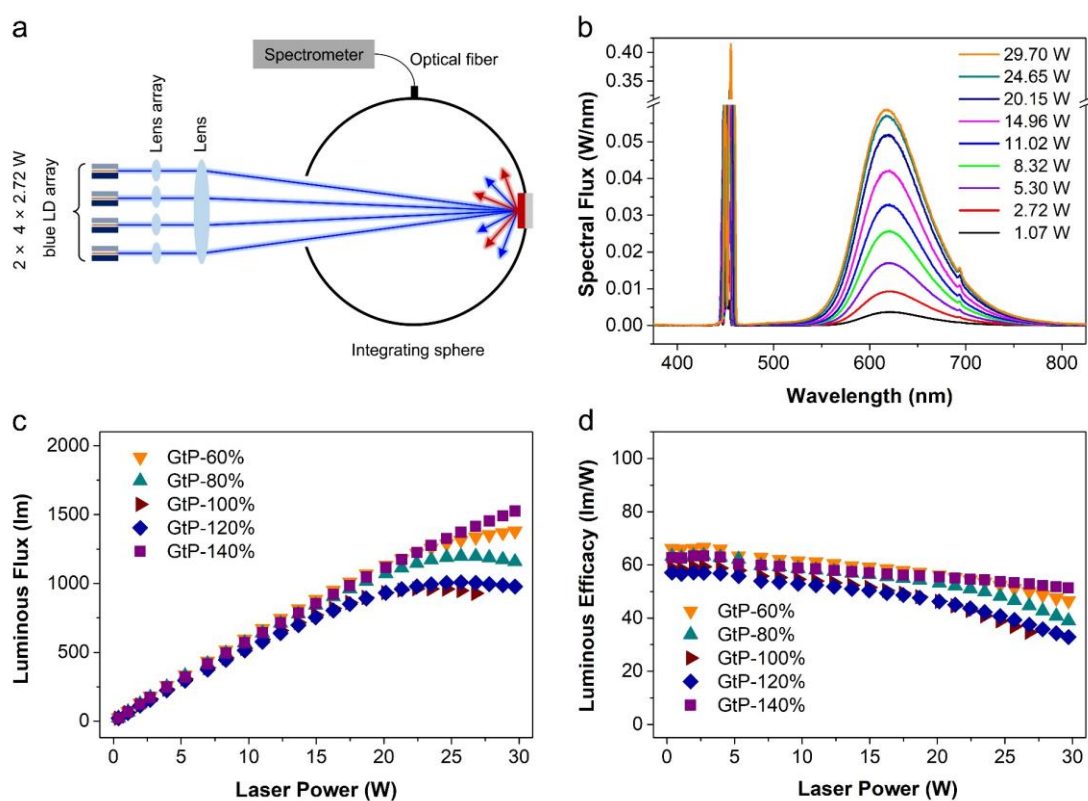 a
Spectrometer
Optical fiber
Lens array
Lens
2 × 4 × 2.72 W
blue LD array
Integrating sphere
b
Spectral Flux (W/nm)
0.40
0.35
0.05
0.04
0.03
0.02
0.01
0.00
29.70 W
24.65 W
20.15 W
14.96 W
11.02 W
8.32 W
5.30 W
2.72 W
1.07 W
400 500 600 700 800
Wavelength (nm)
c
Luminous Flux (lm)
2000
1500
1000
500
0
GtP-60%
GtP-80%
GtP-100%
GtP-120%
GtP-140%
0 5 10 15 20 25 30
Laser Power (W)
d
Luminous Efficacy (lm/W)
100
80
60
40
20
0
GtP-60%
GtP-80%
GtP-100%
GtP-120%
GtP-140%
0 5 10 15 20 25 30
Laser Power (W)